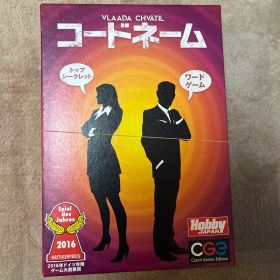 VLAADA CHVÁTIL
コードネーム
トップ
シークレット
ワード
ゲーム
Spiel
des
Jahres
2016
KRITIKERPREIS
2016年ドイツ年間
ゲーム大賞受賞
Hobby
JAPAN
CGE
Czech Games Edition